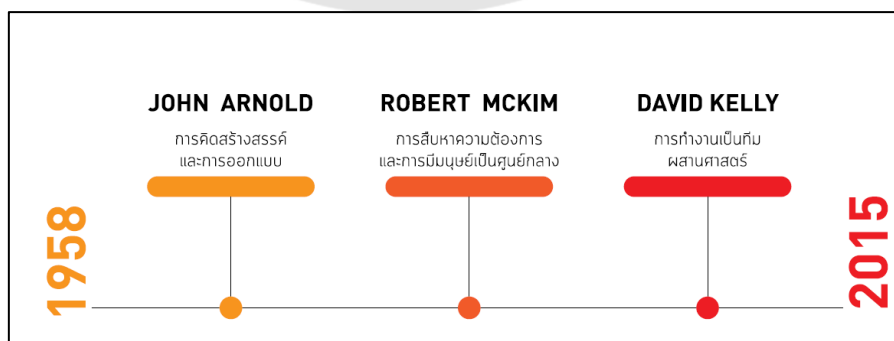 JOHN ARNOLD
การคิดสร้างสรรค์
และการออกแบบ
ROBERT MCKIM
การสืบหาความต้องการ
และการมีมนุษย์เป็นศูนย์กลาง
DAVID KELLY
การทำงานเป็นทีม
ผสานศาสตร์
1958
2015